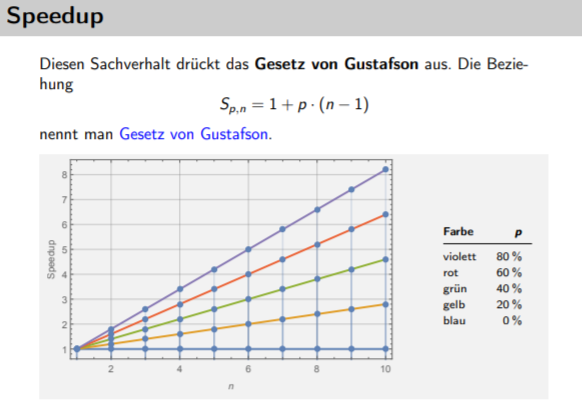 Speedup
Diesen Sachverhalt drückt das Gesetz von Gustafson aus. Die Bezie-
hung
S_{p,n} = 1 + p · (n − 1)
nennt man Gesetz von Gustafson.
8
7
6
5
4
3
2
1
Speedup
2 4 6 8 10
n
Farbe p
violett 80 %
rot 60 %
grün 40 %
gelb 20 %
blau 0 %